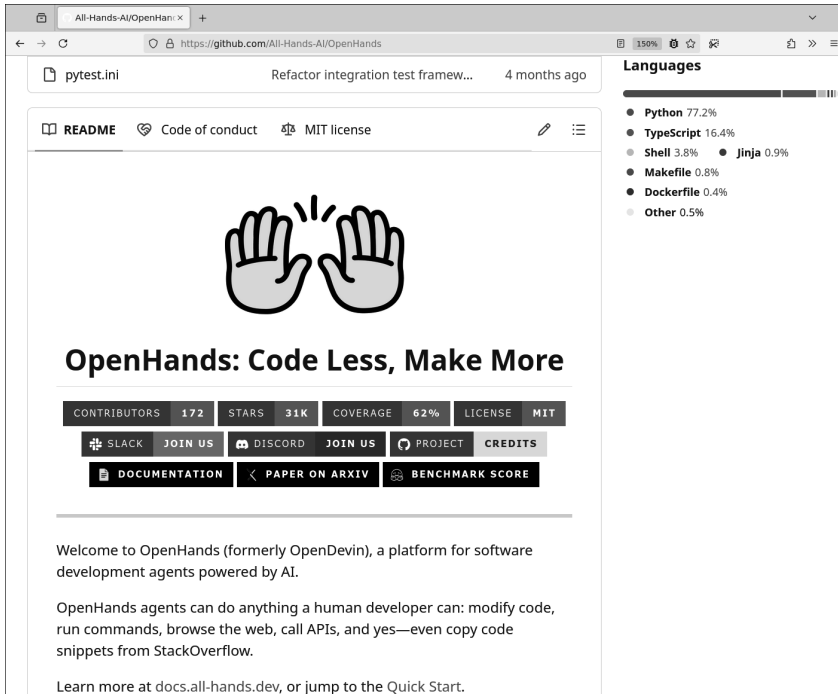 All-Hands-AI/OpenHan
https://github.com/All-Hands-AI/OpenHands
150%
pytest.ini Refactor integration test framew... 4 months ago
README Code of conduct MIT license
OpenHands: Code Less, Make More
CONTRIBUTORS 172 STARS 31K COVERAGE 62% LICENSE MIT
SLACK JOIN US DISCORD JOIN US PROJECT CREDITS
DOCUMENTATION PAPER ON ARXIV BENCHMARK SCORE
Welcome to OpenHands (formerly OpenDevin), a platform for software
development agents powered by AI.
OpenHands agents can do anything a human developer can: modify code,
run commands, browse the web, call APIs, and yes—even copy code
snippets from StackOverflow.
Learn more at docs.all-hands.dev, or jump to the Quick Start.
Languages
Python 77.2%
TypeScript 16.4%
Shell 3.8% Jinja 0.9%
Makefile 0.8%
Dockerfile 0.4%
Other 0.5%